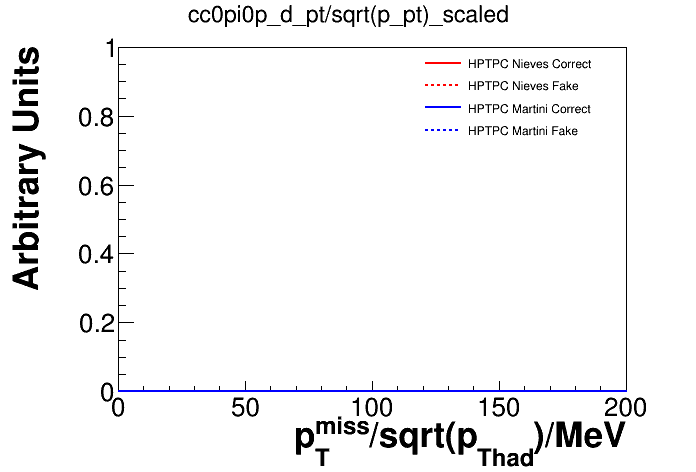 cc0pi0p_d_pt/sqrt(p_pt)_scaled
Arbitrary Units
1
0.8
0.6
0.4
0.2
0
HPTPC Nieves Correct
HPTPC Nieves Fake
HPTPC Martini Correct
HPTPC Martini Fake
0 50 100 150 200
p_T^miss/sqrt(p_Thad)/MeV